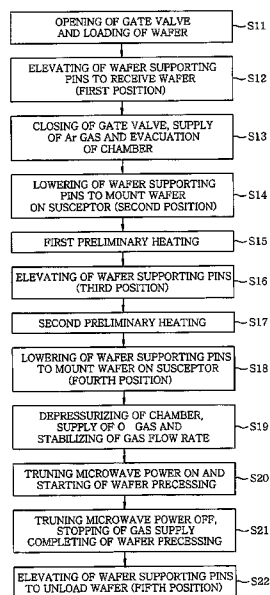 OPENING OF GATE VALVE
AND LOADING OF WAFER
S11
ELEVATING OF WAFER SUPPORTING
PINS TO RECEIVE WAFER
(FIRST POSITION)
S12
CLOSING OF GATE VALVE, SUPPLY
OF Ar GAS AND EVACUATION
OF CHAMBER
S13
LOWERING OF WAFER SUPPORTING
PINS TO MOUNT WAFER
ON SUSCEPTOR (SECOND POSITION)
S14
FIRST PRELIMINARY HEATING
S15
ELEVATING OF WAFER SUPPORTING PINS
(THIRD POSITION)
S16
SECOND PRELIMINARY HEATING
S17
LOWERING OF WAFER SUPPORTING PINS
TO MOUNT WAFER ON SUSCEPTOR
(FOURTH POSITION)
S18
DEPRESSURIZING OF CHAMBER,
SUPPLY OF O GAS AND
STABILIZING OF GAS FLOW RATE
S19
TRUNING MICROWAVE POWER ON AND
STARTING OF WAFER PRECESSING
S20
TRUNING MICROWAVE POWER OFF,
STOPPING OF GAS SUPPLY
COMPLETING OF WAFER PRECESSING
S21
ELEVATING OF WAFER SUPPORTING PINS
TO UNLOAD WAFER (FIFTH POSITION)
S22